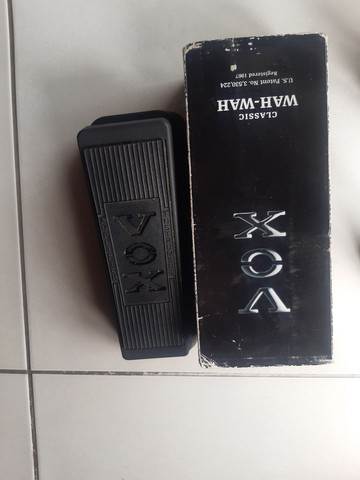 VOX
CLASSIC
WAH-WAH
U.S. Patent No. 3,530,224
Registered 1967
VOX